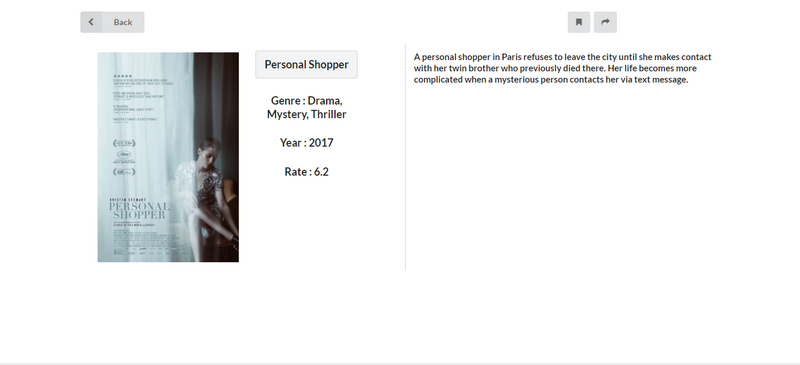 Back
Personal Shopper
Genre : Drama,
Mystery, Thriller
Year : 2017
Rate : 6.2
A personal shopper in Paris refuses to leave the city until she makes contact
with her twin brother who previously died there. Her life becomes more
complicated when a mysterious person contacts her via text message.
KRISTEN STEWART
PERSONAL
SHOPPER